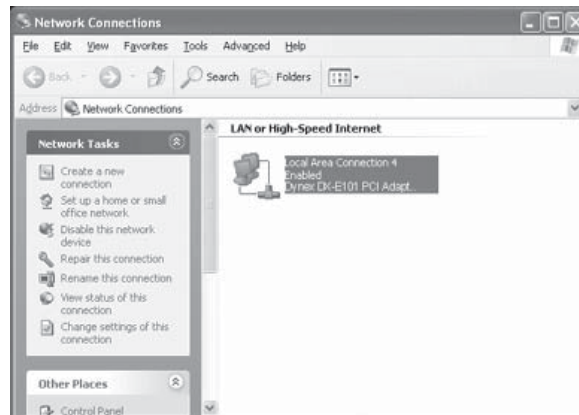 Network Connections
File Edit View Favorites Tools Advanced Help
Back Search Folders
Address Network Connections
Network Tasks
Create a new
connection
Set up a home or small
office network
Disable this network
device
Repair this connection
Rename this connection
View status of this
connection
Change settings of this
connection
Other Places
Control Panel
LAN or High-Speed Internet
Local Area Connection 4
Enabled
Dynex DX-E101 PCI Adapt...